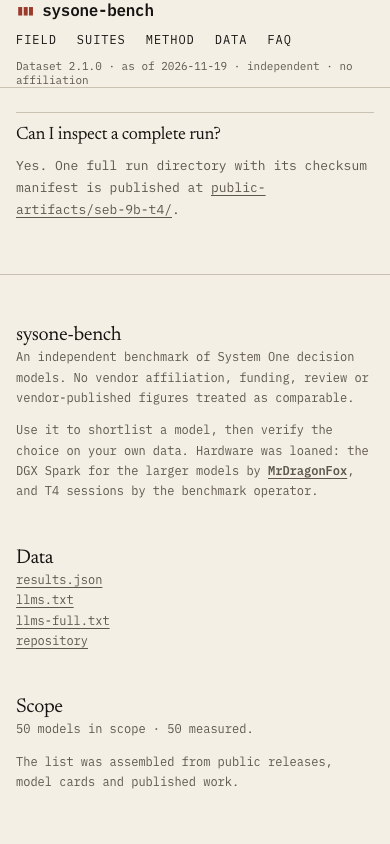 sysone-bench
FIELD SUITES METHOD DATA FAQ
Dataset 2.1.0 · as of 2026-11-19 · independent · no
affiliation
Can I inspect a complete run?
Yes. One full run directory with its checksum
manifest is published at public-
artifacts/seb-9b-t4/.
sysone-bench
An independent benchmark of System One decision
models. No vendor affiliation, funding, review or
vendor-published figures treated as comparable.
Use it to shortlist a model, then verify the
choice on your own data. Hardware was loaned: the
DGX Spark for the larger models by MrDragonFox,
and T4 sessions by the benchmark operator.
Data
results.json
llms.txt
llms-full.txt
repository
Scope
50 models in scope · 50 measured.
The list was assembled from public releases,
model cards and published work.